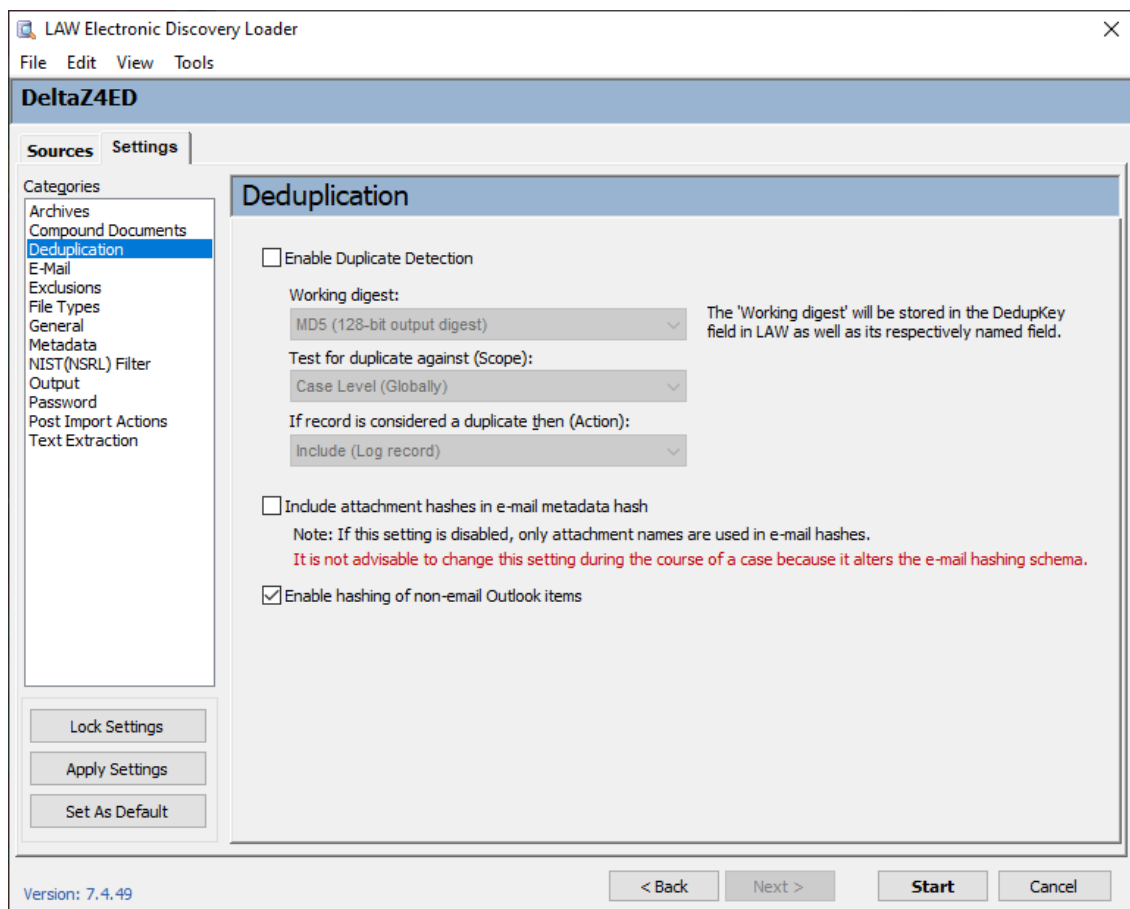 LAW Electronic Discovery Loader
File Edit View Tools
DeltaZ4ED
Sources Settings
Categories
Archives
Compound Documents
Deduplication
E-Mail
Exclusions
File Types
General
Metadata
NIST(NSRL) Filter
Output
Password
Post Import Actions
Text Extraction
Lock Settings
Apply Settings
Set As Default
Deduplication
Enable Duplicate Detection
Working digest:
MD5 (128-bit output digest)
The 'Working digest' will be stored in the DedupKey
field in LAW as well as its respectively named field.
Test for duplicate against (Scope):
Case Level (Globally)
If record is considered a duplicate then (Action):
Include (Log record)
Include attachment hashes in e-mail metadata hash
Note: If this setting is disabled, only attachment names are used in e-mail hashes.
It is not advisable to change this setting during the course of a case because it alters the e-mail hashing schema.
Enable hashing of non-email Outlook items
Version: 7.4.49
< Back Next > Start Cancel